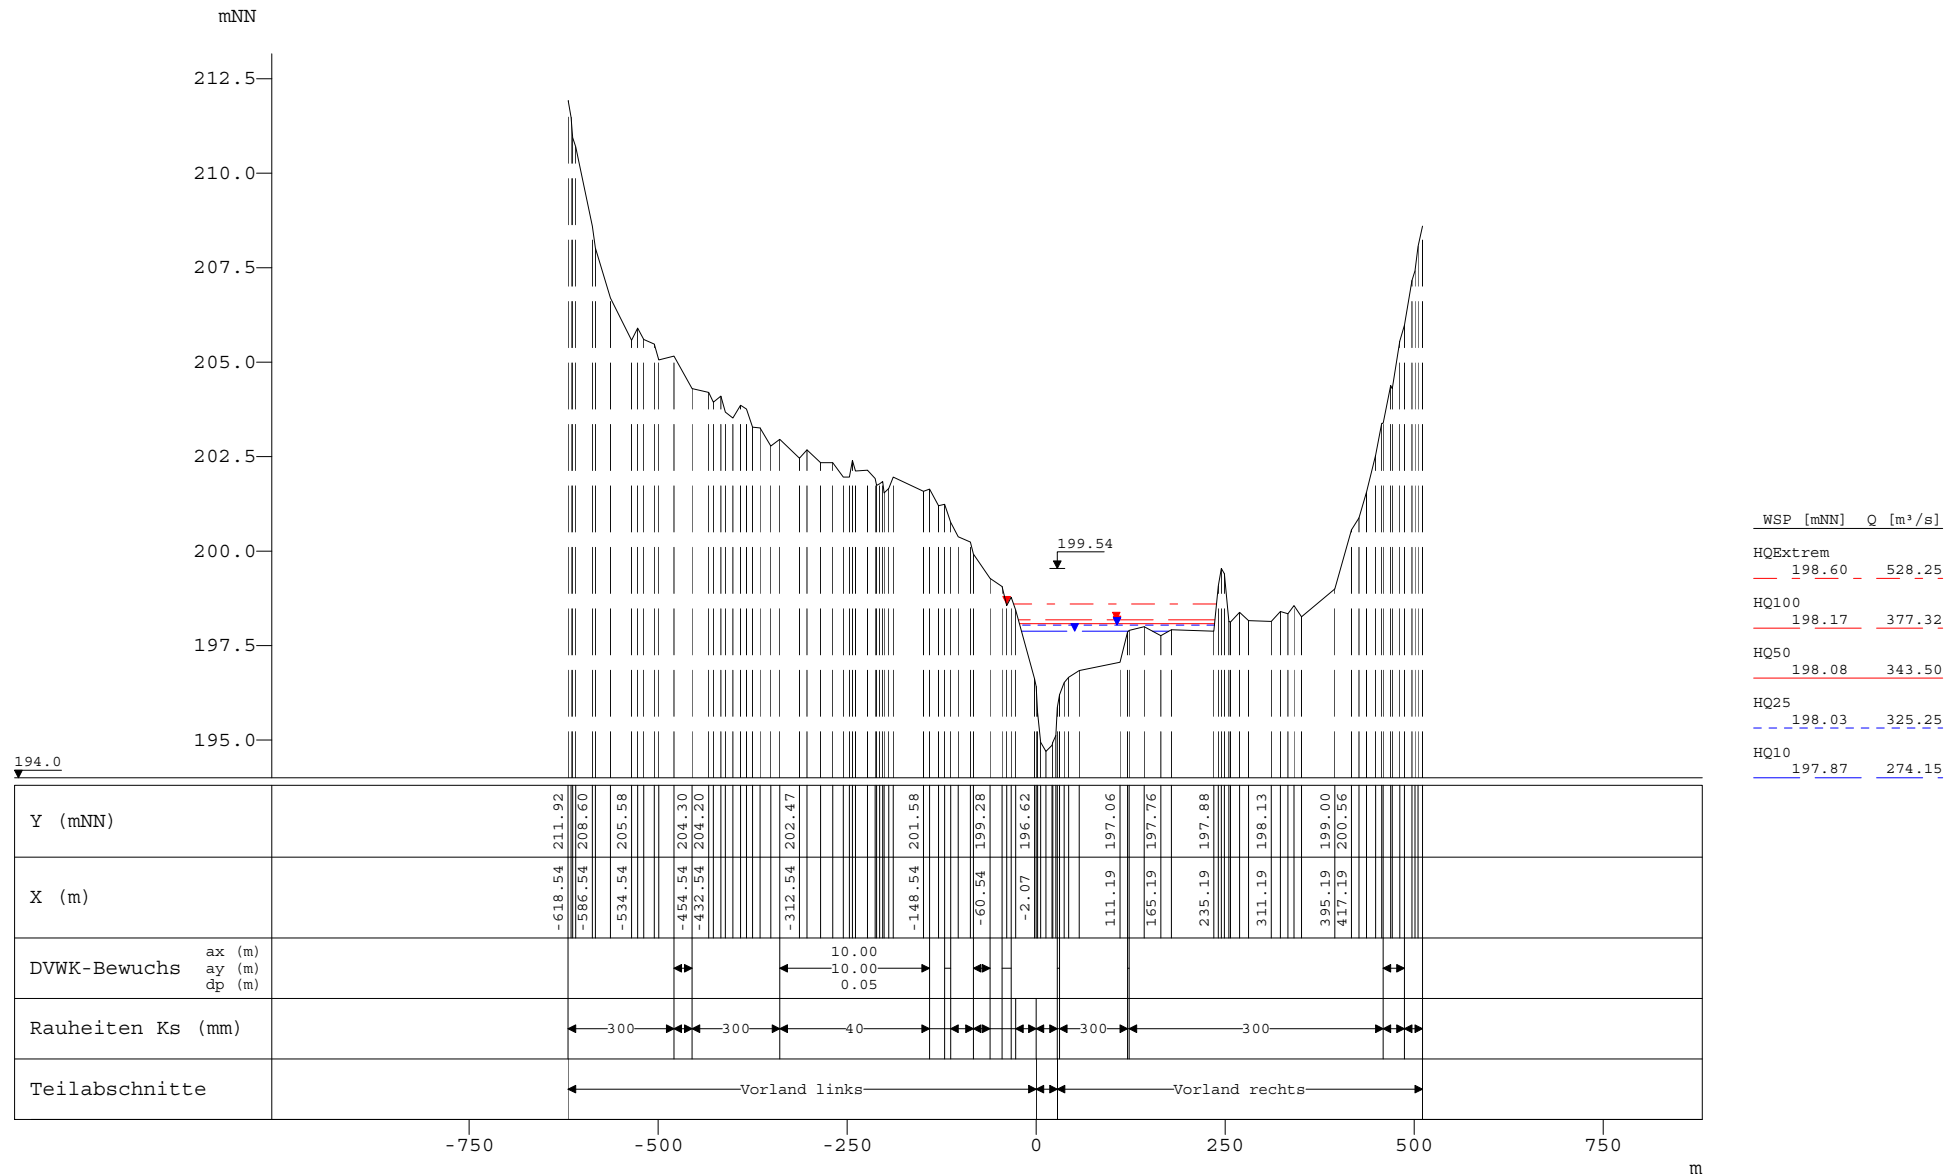 mNN
212.5
210.0
207.5
205.0
202.5
200.0
197.5
195.0
199.54
194.0
WSP [mNN] Q [m³/s]
HQExtrem
198.60 528.25
HQ100
198.17 377.32
HQ50
198.08 343.50
HQ25
198.03 325.25
HQ10
197.87 274.15
Y (mNN)
211.92 208.60 205.58 204.30 204.20 202.47 201.58 199.28 196.62 197.06 197.76 197.88 198.13 199.00 200.56
X (m)
-618.54 -586.54 -534.54 -454.54 -432.54 -312.54 -148.54 -60.54 -2.07 111.19 165.19 235.19 311.19 395.19 417.19
DVWK-Bewuchs
ax (m)
ay (m)
dp (m)
10.00
10.00
0.05
Rauheiten Ks (mm) 300 300 40 300 300
Teilabschnitte Vorland links Vorland rechts
-750 -500 -250 0 250 500 750
m